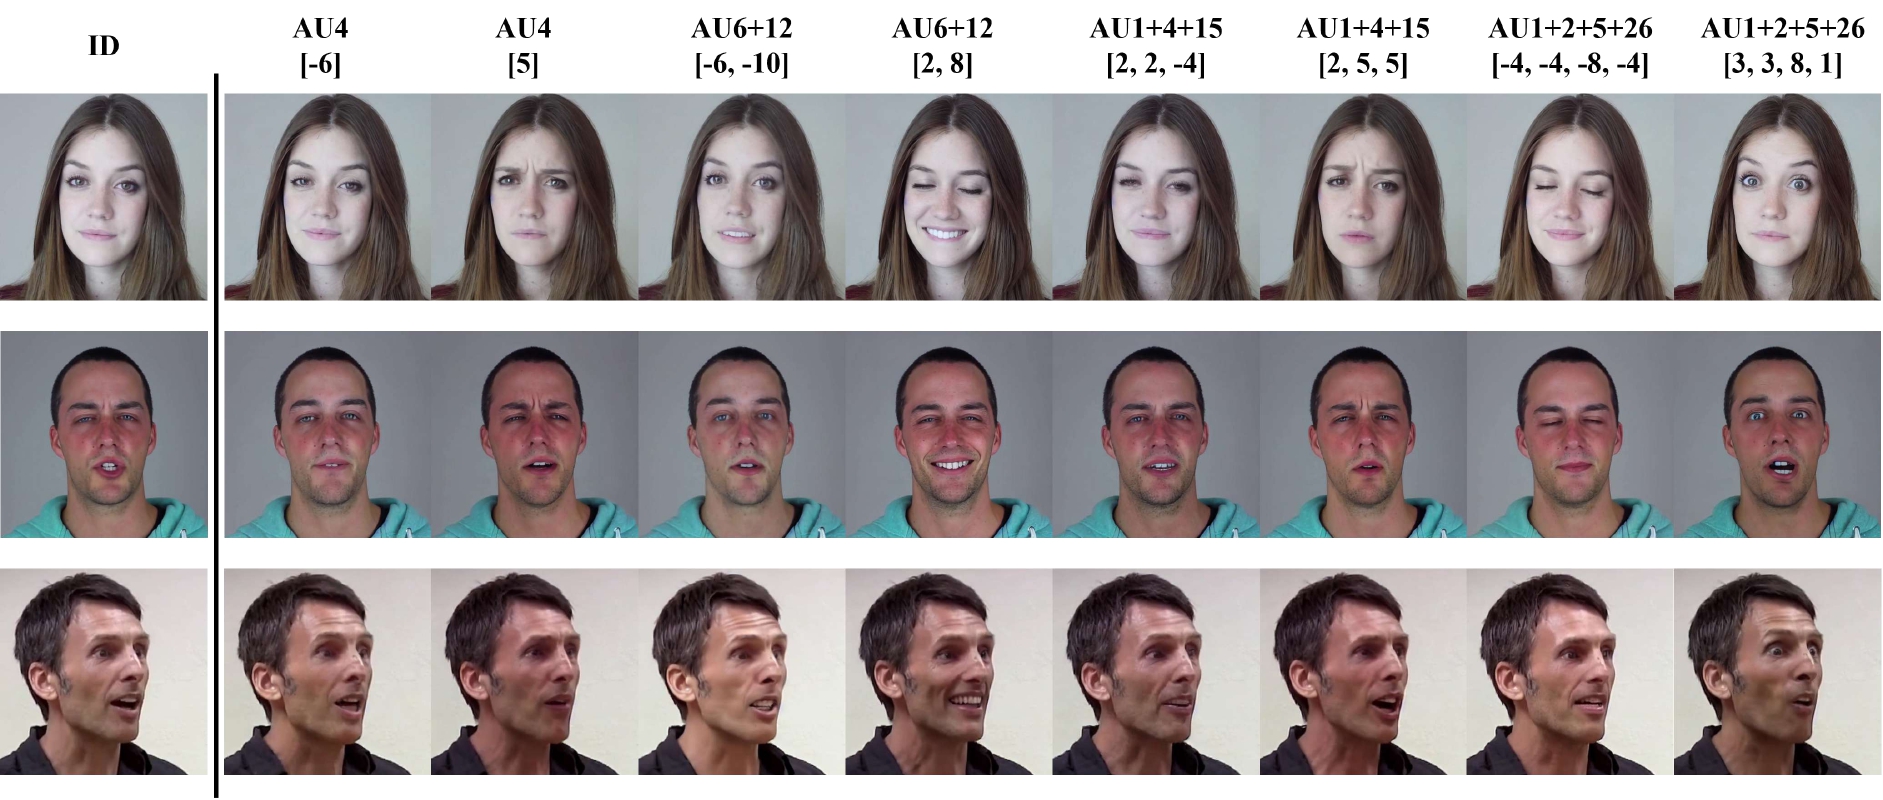 ID
AU4
[-6]
AU4
[5]
AU6+12
[-6, -10]
AU6+12
[2, 8]
AU1+4+15
[2, 2, -4]
AU1+4+15
[2, 5, 5]
AU1+2+5+26
[-4, -4, -8, -4]
AU1+2+5+26
[3, 3, 8, 1]